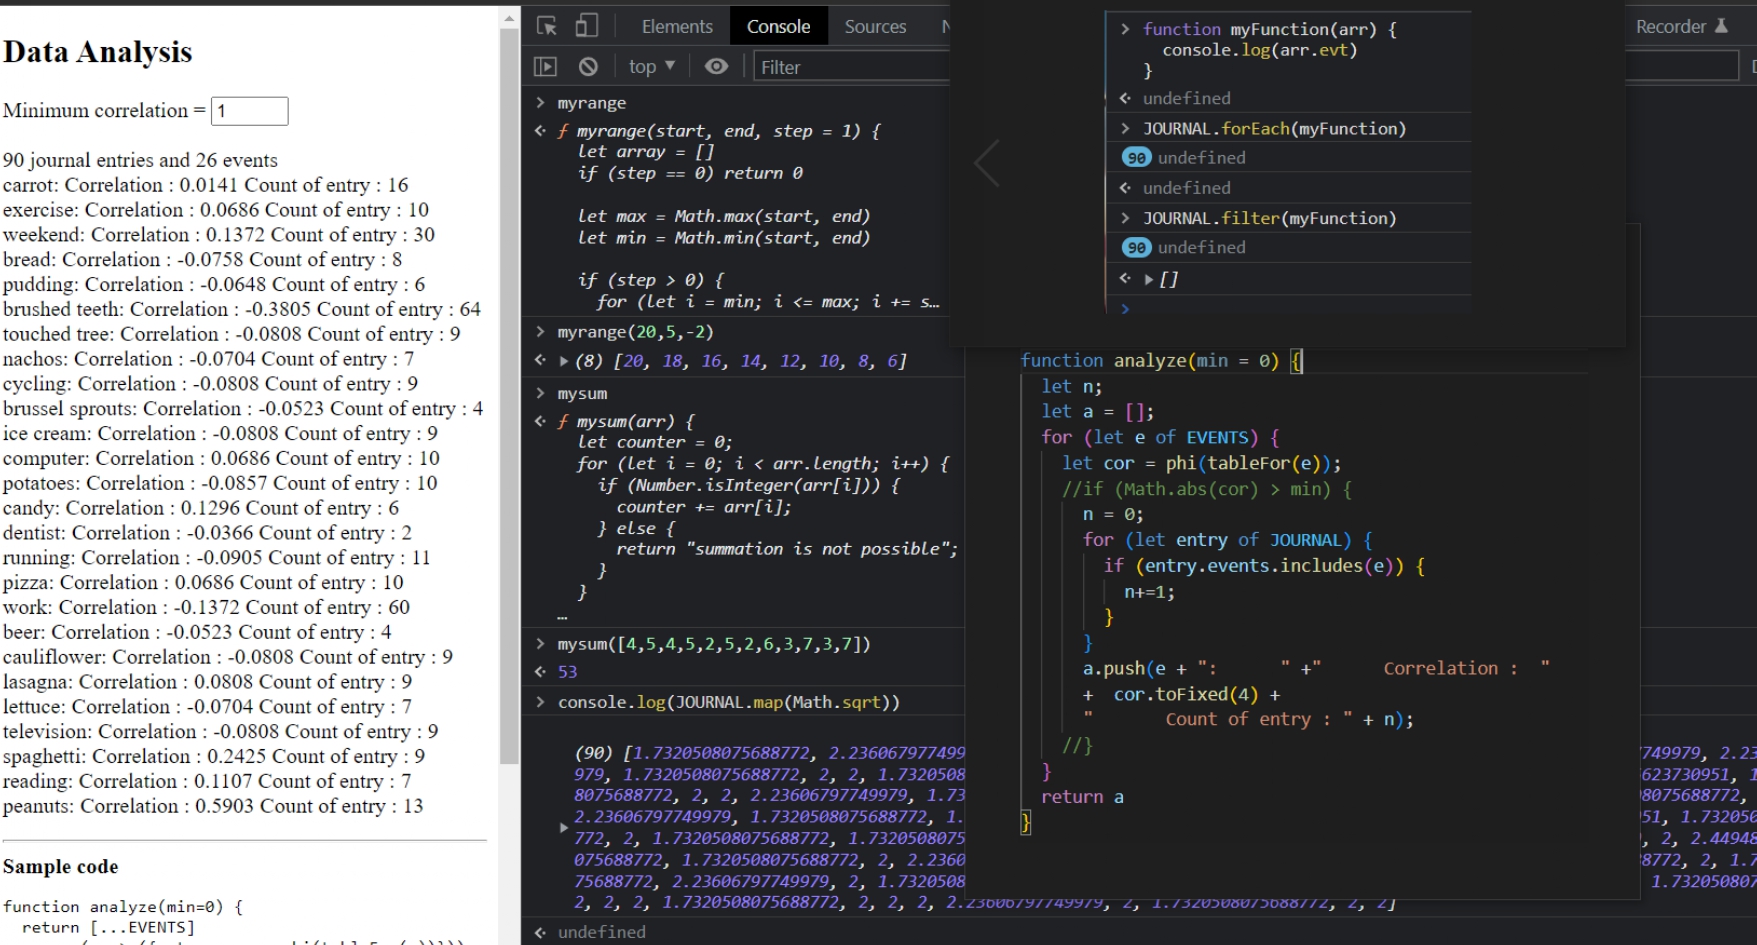 Data Analysis
Minimum correlation = 1
90 journal entries and 26 events
carrot: Correlation : 0.0141 Count of entry : 16
exercise: Correlation : 0.0686 Count of entry : 10
weekend: Correlation : 0.1372 Count of entry : 30
bread: Correlation : -0.0758 Count of entry : 8
pudding: Correlation : -0.0648 Count of entry : 6
brushed teeth: Correlation : -0.3805 Count of entry : 64
touched tree: Correlation : -0.0808 Count of entry : 9
nachos: Correlation : -0.0704 Count of entry : 7
cycling: Correlation : -0.0808 Count of entry : 9
brussel sprouts: Correlation : -0.0523 Count of entry : 4
ice cream: Correlation : -0.0808 Count of entry : 9
computer: Correlation : 0.0686 Count of entry : 10
potatoes: Correlation : -0.0857 Count of entry : 10
candy: Correlation : 0.1296 Count of entry : 6
dentist: Correlation : -0.0366 Count of entry : 2
running: Correlation : -0.0905 Count of entry : 11
pizza: Correlation : 0.0686 Count of entry : 10
work: Correlation : -0.1372 Count of entry : 60
beer: Correlation : -0.0523 Count of entry : 4
cauliflower: Correlation : -0.0808 Count of entry : 9
lasagna: Correlation : 0.0808 Count of entry : 9
lettuce: Correlation : -0.0704 Count of entry : 7
television: Correlation : -0.0808 Count of entry : 9
spaghetti: Correlation : 0.2425 Count of entry : 9
reading: Correlation : 0.1107 Count of entry : 7
peanuts: Correlation : 0.5903 Count of entry : 13
Sample code
function analyze(min=0) {
return [...EVENTS]
Elements Console Sources Recorder
top Filter
> myrange
f myrange(start, end, step = 1) {
let array = []
if (step == 0) return 0
let max = Math.max(start, end)
let min = Math.min(start, end)
if (step > 0) {
for (let i = min; i <= max; i += s…
> myrange(20,5,-2)
(8) [20, 18, 16, 14, 12, 10, 8, 6]
> mysum
f mysum(arr) {
let counter = 0;
for (let i = 0; i < arr.length; i++) {
if (Number.isInteger(arr[i])) {
counter += arr[i];
} else {
return "summation is not possible";
}
}
…
> mysum([4,5,4,5,2,5,2,6,3,7,3,7])
53
> console.log(JOURNAL.map(Math.sqrt))
(90) [1.7320508075688772, 2.23606797749979, 2.23
979, 1.7320508075688772, 2, 2, 1.7320508
8075688772, 2, 2, 2.23606797749979, 1.73
2.23606797749979, 1.7320508075688772, 1.
772, 2, 1.7320508075688772, 1.7320508075
075688772, 1.7320508075688772, 2, 2.2360
75688772, 2.23606797749979, 2, 1.7320508
2, 2, 2, 1.7320508075688772, 2, 2, 2, 2.23606797749979, 2, 1.7320508075688772, 2, 2]
undefined
> function myFunction(arr) {
console.log(arr.evt)
}
undefined
> JOURNAL.forEach(myFunction)
90 undefined
undefined
> JOURNAL.filter(myFunction)
90 undefined
[]
>
function analyze(min = 0) {
let n;
let a = [];
for (let e of EVENTS) {
let cor = phi(tableFor(e));
//if (Math.abs(cor) > min) {
n = 0;
for (let entry of JOURNAL) {
if (entry.events.includes(e)) {
n+=1;
}
}
a.push(e + ": " +" Correlation : "
+ cor.toFixed(4) +
" Count of entry : " + n);
//}
}
return a
}